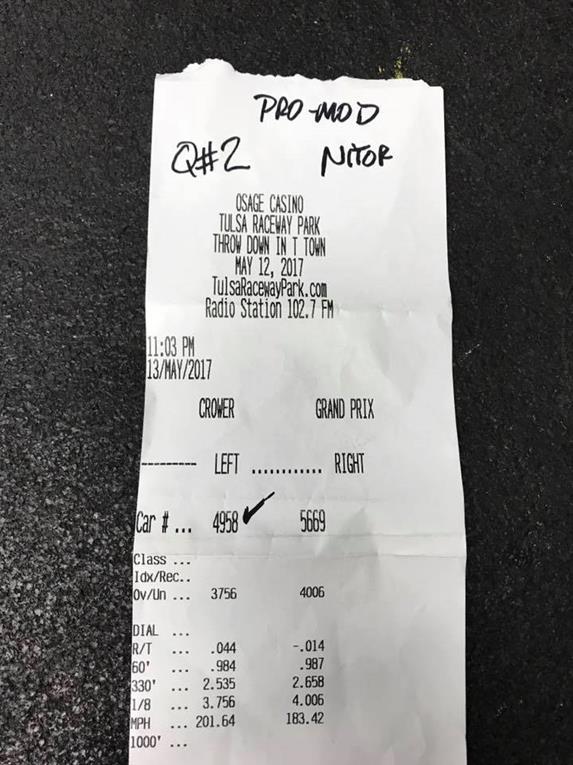 PRO-MOD
Q#2 NITOR
OSAGE CASINO
TULSA RACEWAY PARK
THROW DOWN IN T TOWN
MAY 12, 2017
TulsaRacewayPark.com
Radio Station 102.7 FM
11:03 PM
13/MAY/2017
CROWER GRAND PRIX
--------- LEFT ............ RIGHT
Car # ... 4958 ✓ 5669
Class ...
Idx/Rec..
Ov/Un ... 3756 4006
DIAL ...
R/T ... .044 -.014
60' ... .984 .987
330' ... 2.535 2.658
1/8 ... 3.756 4.006
MPH ... 201.64 183.42
1000' ...